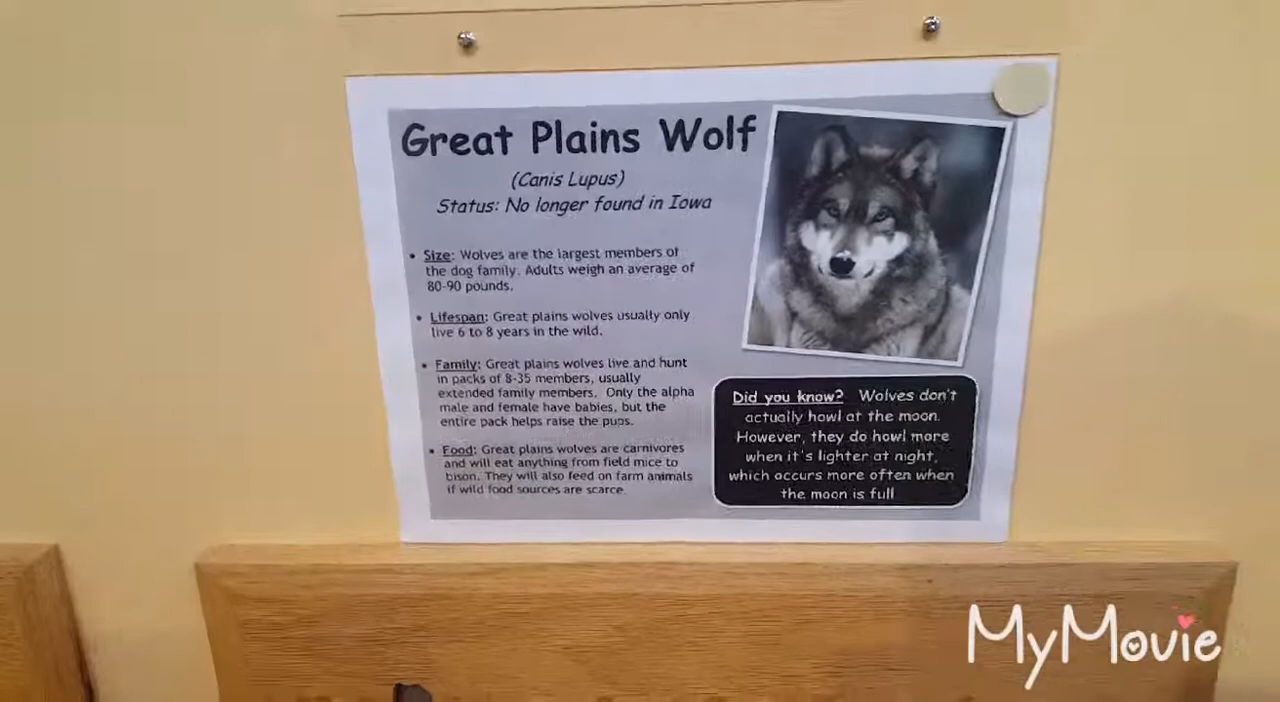 Great Plains Wolf
(Canis Lupus)
Status: No longer found in Iowa
• Size: Wolves are the largest members of
the dog family. Adults weigh an average of
80-90 pounds.
• Lifespan: Great plains wolves usually only
live 6 to 8 years in the wild.
• Family: Great plains wolves live and hunt
in packs of 8-35 members, usually
extended family members. Only the alpha
male and female have babies, but the
entire pack helps raise the pups.
• Food: Great plains wolves are carnivores
and will eat anything from field mice to
bison. They will also feed on farm animals
if wild food sources are scarce.
Did you know? Wolves don't
actually howl at the moon.
However, they do howl more
when it's lighter at night,
which occurs more often when
the moon is full
MyMovie